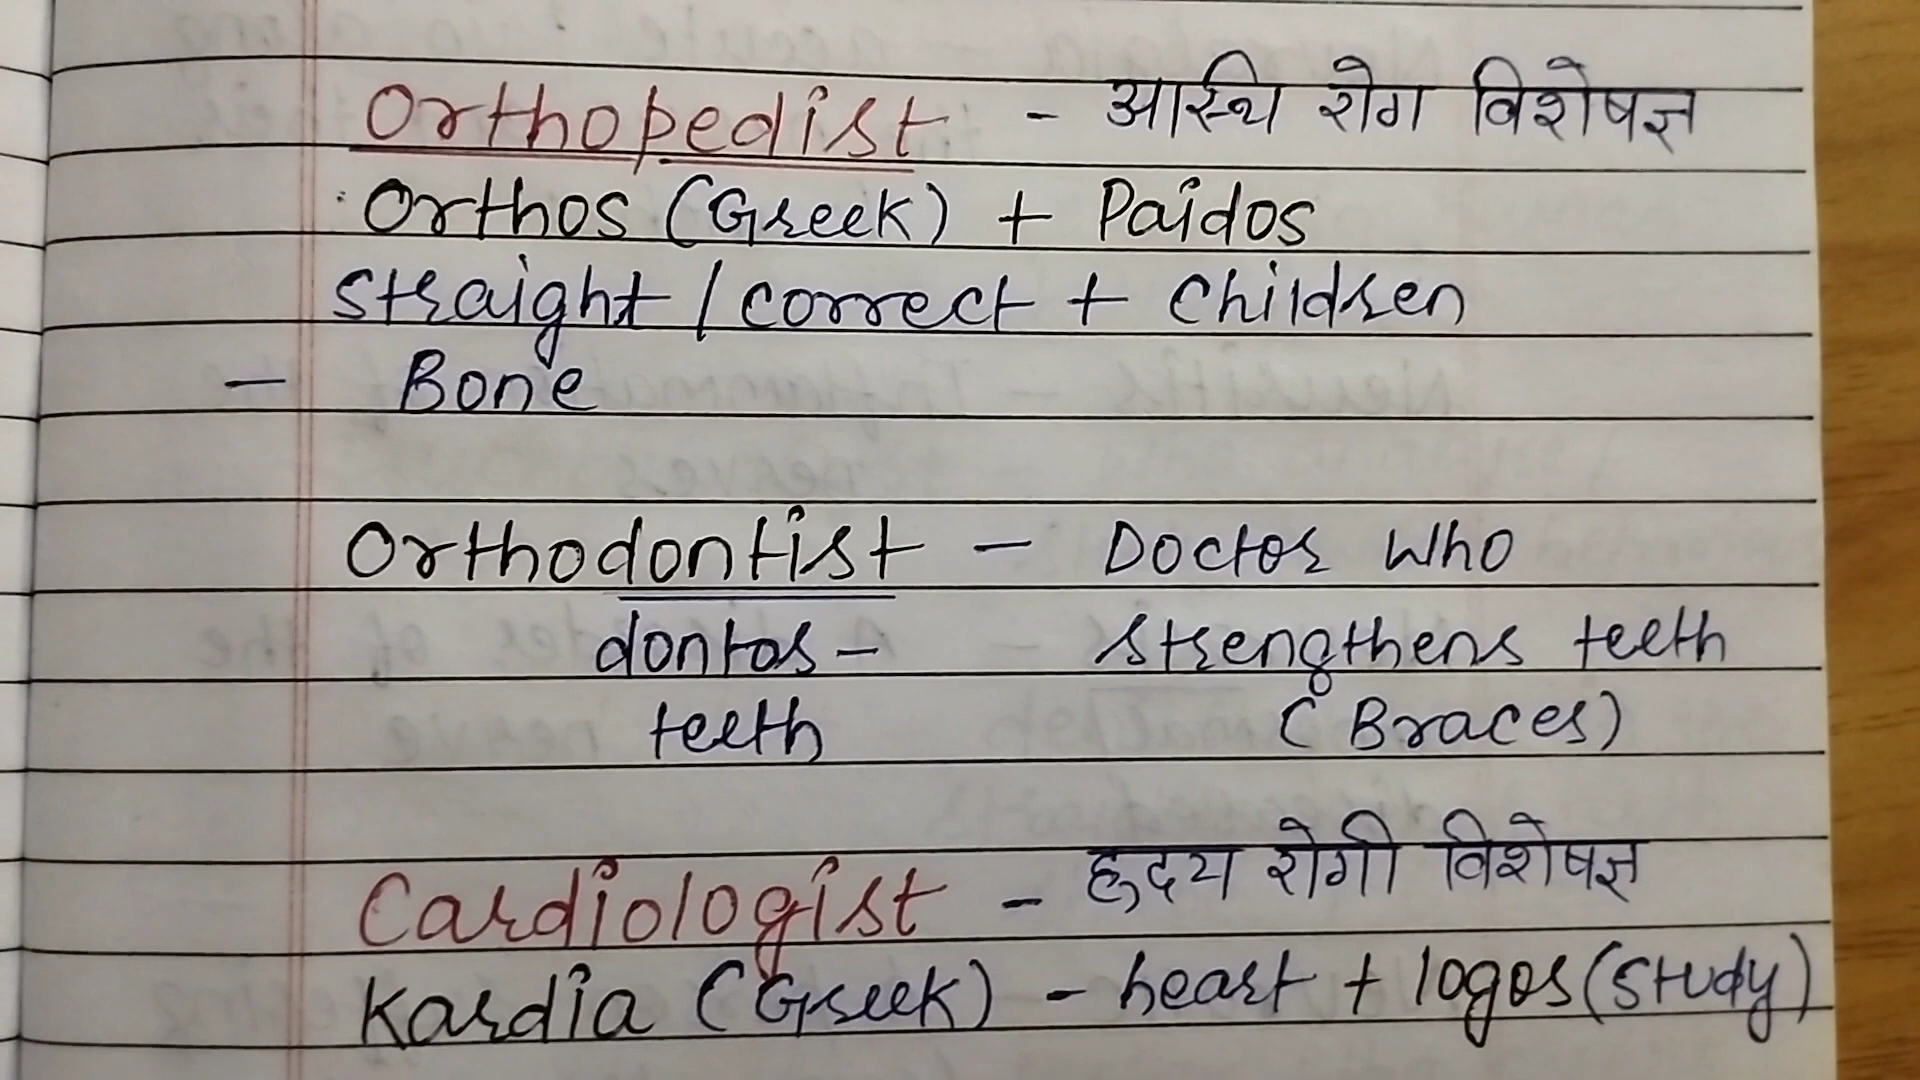 Orthopedist - आस्थि रोग विशेषज्ञ
Orthos (Greek) + Paidos
Straight / correct + Children
- Bone
Orthodontist - Doctor who
dontos - strengthens teeth
teeth (Braces)
Cardiologist - हृदय रोगी विशेषज्ञ
Kardia (Greek) - heart + logos (study)